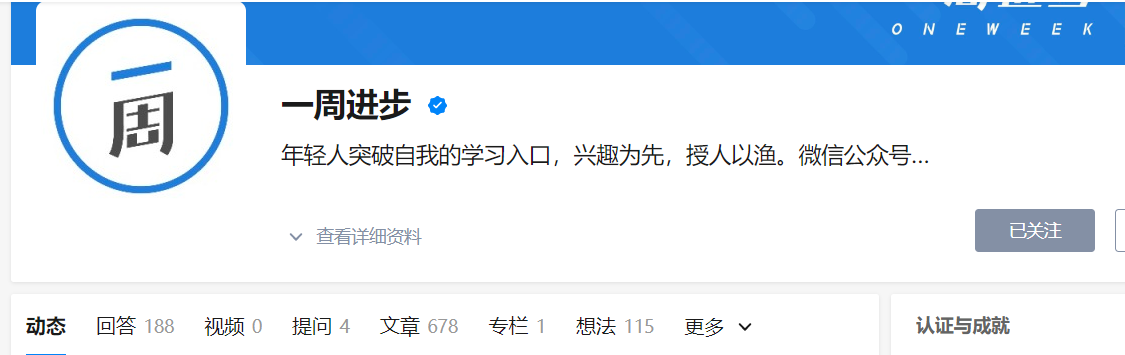 ONEWEEK
一周
一周进步
年轻人突破自我的学习入口，兴趣为先，授人以渔。微信公众号...
查看详细资料
已关注
动态 回答 188 视频 0 提问 4 文章 678 专栏 1 想法 115 更多
认证与成就